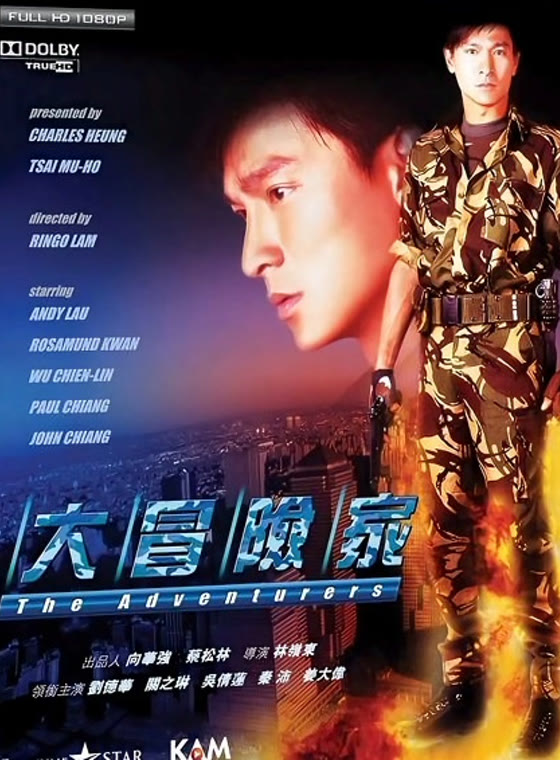 FULL HD 1080P
DOLBY
TRUEHD
presented by
CHARLES HEUNG
TSAI MU-HO
directed by
RINGO LAM
starring
ANDY LAU
ROSAMUND KWAN
WU CHIEN-LIN
PAUL CHIANG
JOHN CHIANG
大冒險家
The Adventurers
出品人 向華強 蔡松林 導演 林嶺東
領銜主演 劉德華 關之琳 吳倩蓮 秦沛 姜大偉
STAR
KAM